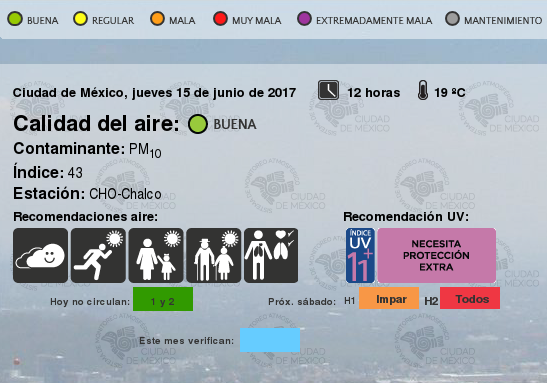 BUENA REGULAR MALA MUY MALA EXTREMADAMENTE MALA MANTENIMIENTO
Ciudad de México, jueves 15 de junio de 2017 12 horas 19 ºC
Calidad del aire: BUENA
Contaminante: PM10
Índice: 43
Estación: CHO-Chalco
Recomendaciones aire: Recomendación UV:
ÍNDICE
UV
11+
NECESITA
PROTECCIÓN
EXTRA
Hoy no circulan: 1 y 2 Próx. sábado: H1 Impar H2 Todos
Este mes verifican: